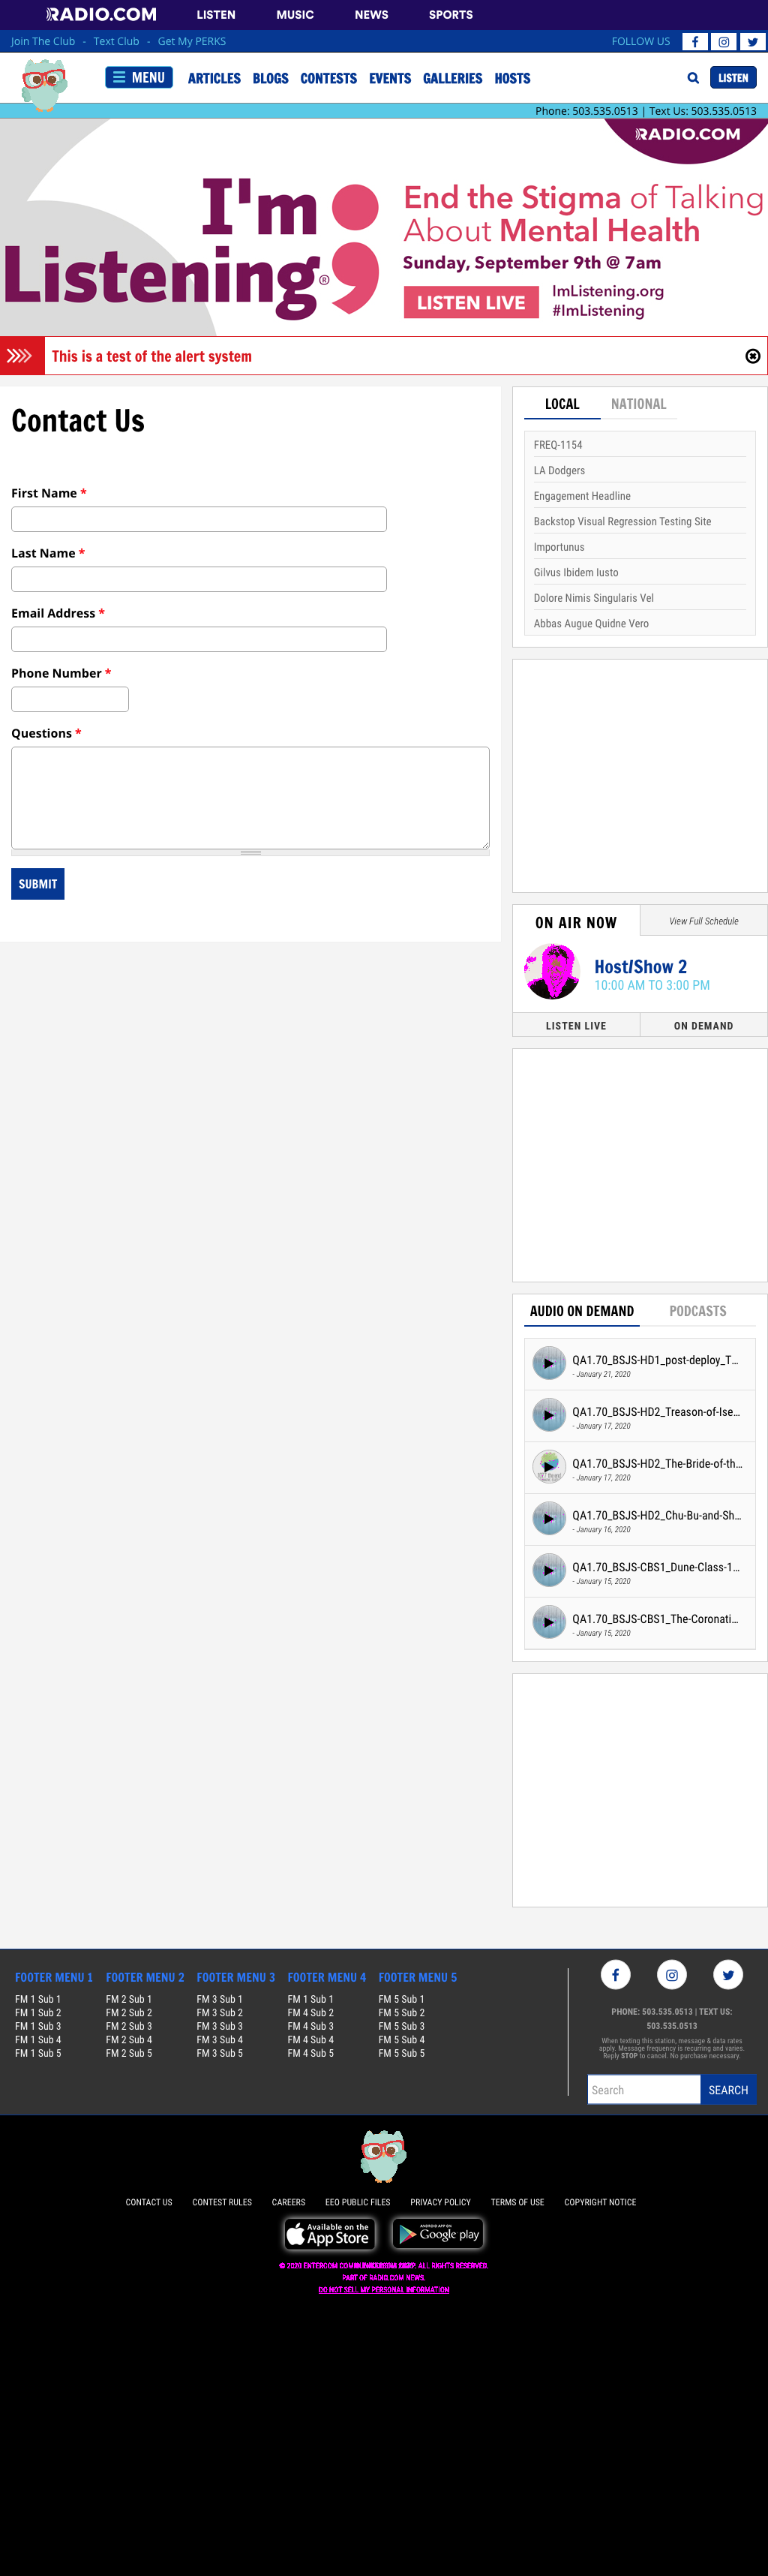 RADIO.COM LISTEN MUSIC NEWS SPORTS
Join The Club - Text Club - Get My PERKS FOLLOW US
MENU ARTICLES BLOGS CONTESTS EVENTS GALLERIES HOSTS LISTEN
Phone: 503.535.0513 | Text Us: 503.535.0513
RADIO.COM
I'm
Listening®
End the Stigma of Talking
About Mental Health
Sunday, September 9th @ 7am
LISTEN LIVE
ImListening.org
#ImListening
This is a test of the alert system
Contact Us
First Name *
Last Name *
Email Address *
Phone Number *
Questions *
SUBMIT
LOCAL NATIONAL
FREQ-1154
LA Dodgers
Engagement Headline
Backstop Visual Regression Testing Site
Importunus
Gilvus Ibidem Iusto
Dolore Nimis Singularis Vel
Abbas Augue Quidne Vero
ON AIR NOW View Full Schedule
Host/Show 2
10:00 AM TO 3:00 PM
LISTEN LIVE ON DEMAND
AUDIO ON DEMAND PODCASTS
QA1.70_BSJS-HD1_post-deploy_T...
- January 21, 2020
QA1.70_BSJS-HD2_Treason-of-Ise...
- January 17, 2020
QA1.70_BSJS-HD2_The-Bride-of-th...
- January 17, 2020
QA1.70_BSJS-HD2_Chu-Bu-and-Sh...
- January 16, 2020
QA1.70_BSJS-CBS1_Dune-Class-1...
- January 15, 2020
QA1.70_BSJS-CBS1_The-Coronati...
- January 15, 2020
FOOTER MENU 1 FOOTER MENU 2 FOOTER MENU 3 FOOTER MENU 4 FOOTER MENU 5
FM 1 Sub 1 FM 2 Sub 1 FM 3 Sub 1 FM 1 Sub 1 FM 5 Sub 1
FM 1 Sub 2 FM 2 Sub 2 FM 3 Sub 2 FM 4 Sub 2 FM 5 Sub 2
FM 1 Sub 3 FM 2 Sub 3 FM 3 Sub 3 FM 4 Sub 3 FM 5 Sub 3
FM 1 Sub 4 FM 2 Sub 4 FM 3 Sub 4 FM 4 Sub 4 FM 5 Sub 4
FM 1 Sub 5 FM 2 Sub 5 FM 3 Sub 5 FM 4 Sub 5 FM 5 Sub 5
PHONE: 503.535.0513 | TEXT US:
503.535.0513
When texting this station, message & data rates
apply. Message frequency is recurring and varies.
Reply STOP to cancel. No purchase necessary.
Search SEARCH
CONTACT US CONTEST RULES CAREERS EEO PUBLIC FILES PRIVACY POLICY TERMS OF USE COPYRIGHT NOTICE
Available on the
App Store
ANDROID APP ON
Google play
© 2020 ALL RIGHTS RESERVED.
PART OF RADIO.COM NEWS.
DO NOT SELL MY PERSONAL INFORMATION